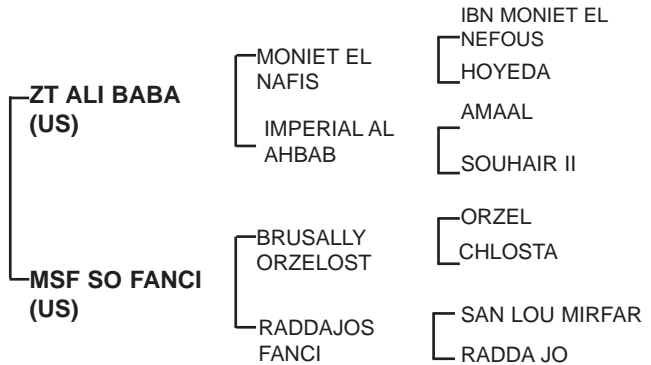 ZT ALI BABA
(US)
MSF SO FANCI
(US)
MONIET EL
NAFIS
IMPERIAL AL
AHBAB
BRUSALLY
ORZELOST
RADDAJOS
FANCI
IBN MONIET EL
NEFOUS
HOYEDA
AMAAL
SOUHAIR II
ORZEL
CHLOSTA
SAN LOU MIRFAR
RADDA JO